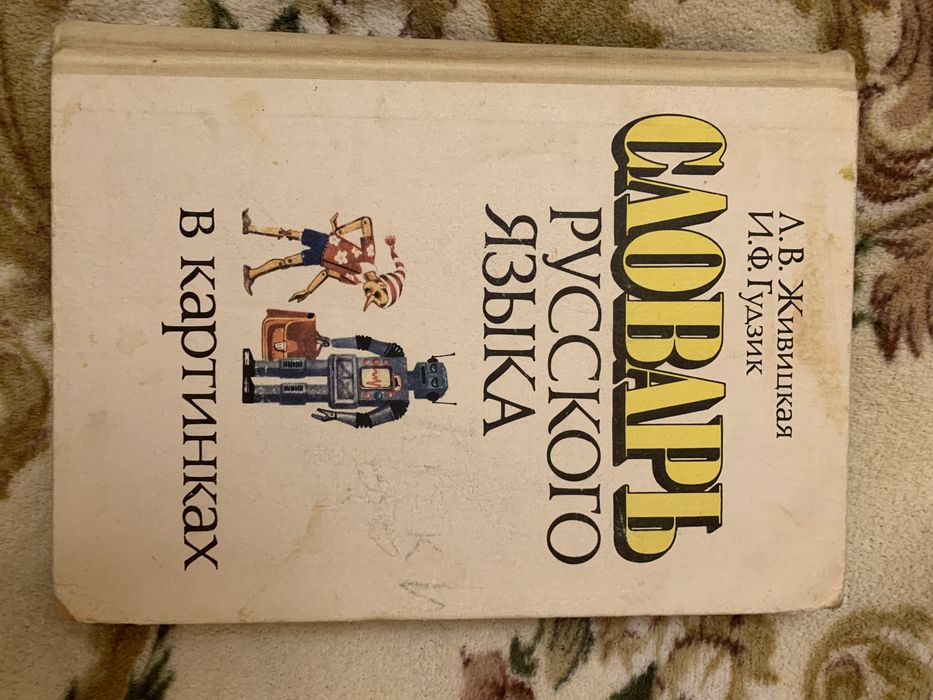 Л. В. Живицкая
И. Ф. Гудзик
СЛОВАРЬ
РУССКОГО
ЯЗЫКА
В КАРТИНКАХ